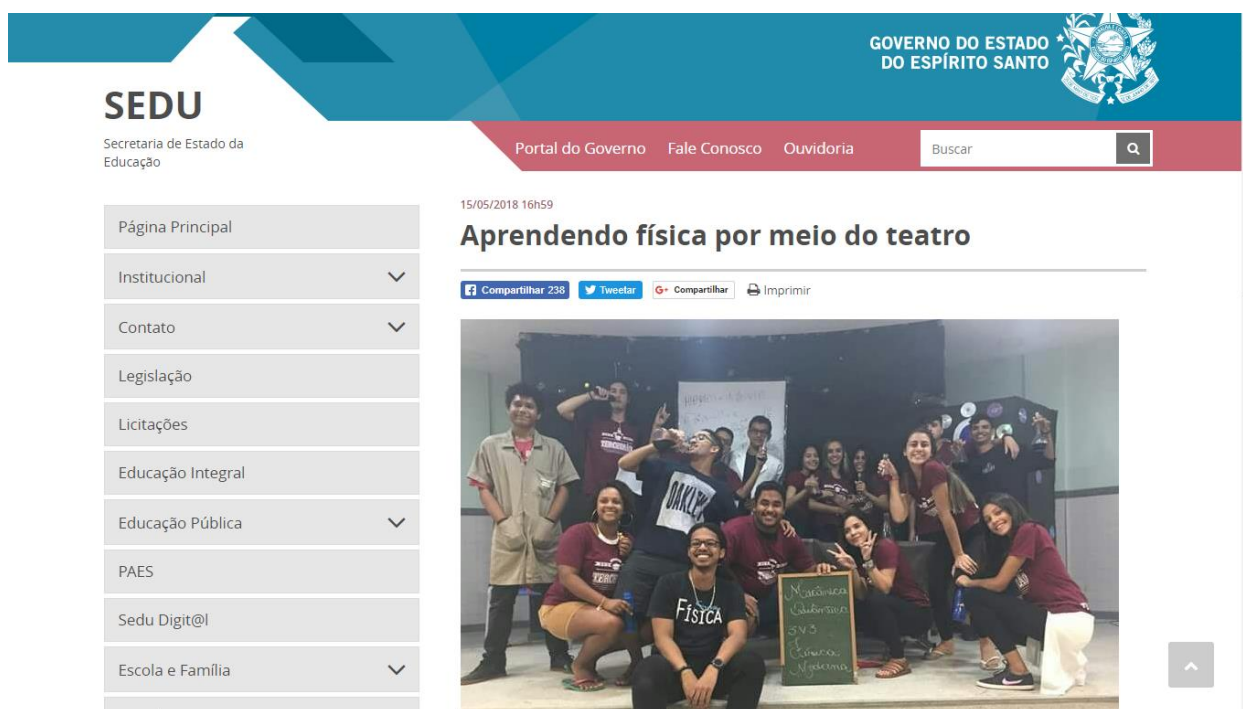 GOVERNO DO ESTADO
DO ESPÍRITO SANTO
SEDU
Secretaria de Estado da
Educação
Portal do Governo Fale Conosco Ouvidoria Buscar
Página Principal
Institucional
Contato
Legislação
Licitações
Educação Integral
Educação Pública
PAES
Sedu Digit@l
Escola e Família
15/05/2018 16h59
Aprendendo física por meio do teatro
Compartilhar 238 Tweetar G+ Compartilhar Imprimir
OAKLEY
FÍSICA
Mecânica
Quântica
3V3
Física
Moderna